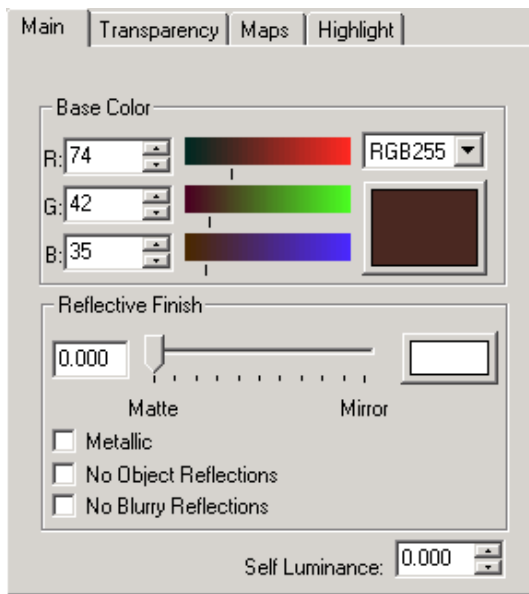 Main Transparency Maps Highlight
Base Color
R: 74 RGB255
G: 42
B: 35
Reflective Finish
0.000
Matte Mirror
Metallic
No Object Reflections
No Blurry Reflections
Self Luminance: 0.000